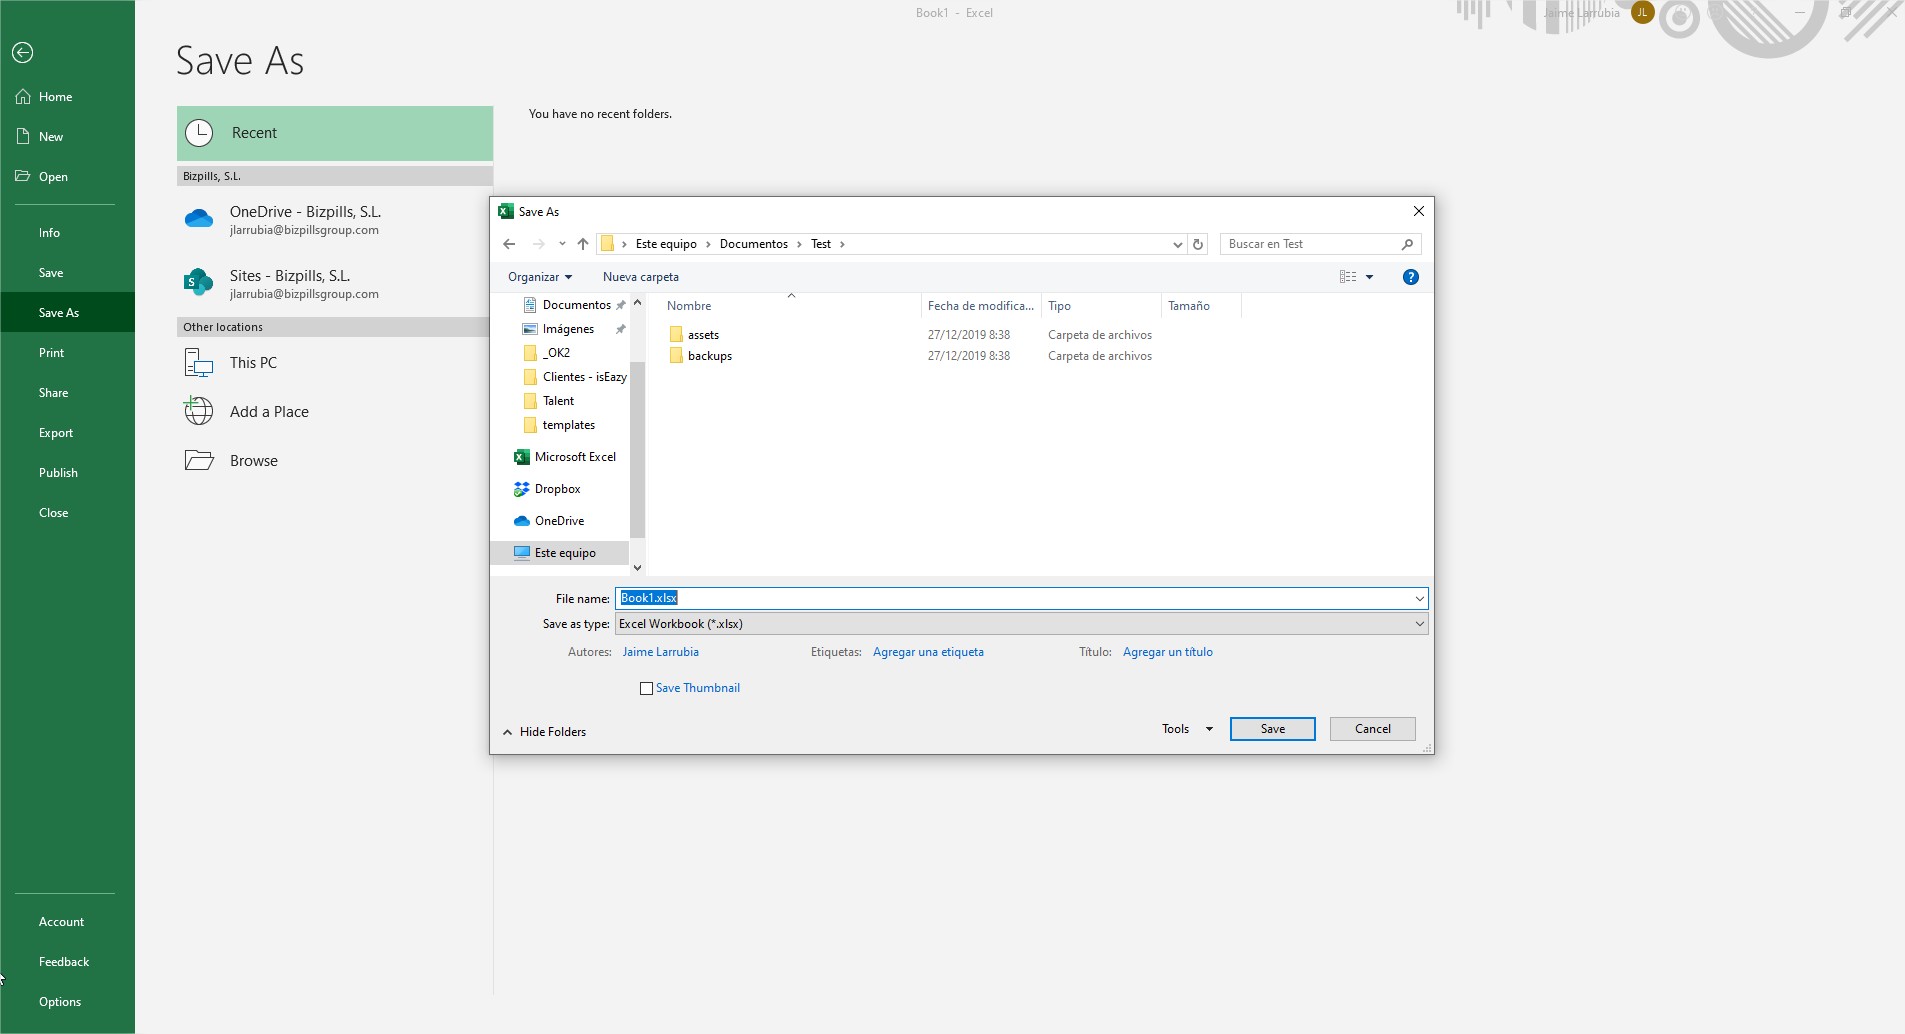 Book1 - Excel
Jaime Larrubia
JL
Save As
Home
New
Open
Info
Save
Save As
Print
Share
Export
Publish
Close
Account
Feedback
Options
Recent
Bizpills, S.L.
OneDrive - Bizpills, S.L.
jlarrubia@bizpillsgroup.com
Sites - Bizpills, S.L.
jlarrubia@bizpillsgroup.com
Other locations
This PC
Add a Place
Browse
You have no recent folders.
Save As
Este equipo > Documentos > Test >
Buscar en Test
Organizar
Nueva carpeta
Documentos
Imágenes
_OK2
Clientes - isEazy
Talent
templates
Microsoft Excel
Dropbox
OneDrive
Este equipo
Nombre Fecha de modifica... Tipo Tamaño
assets 27/12/2019 8:38 Carpeta de archivos
backups 27/12/2019 8:38 Carpeta de archivos
File name: Book1.xlsx
Save as type: Excel Workbook (*.xlsx)
Autores: Jaime Larrubia Etiquetas: Agregar una etiqueta Título: Agregar un título
Save Thumbnail
Hide Folders
Tools
Save
Cancel